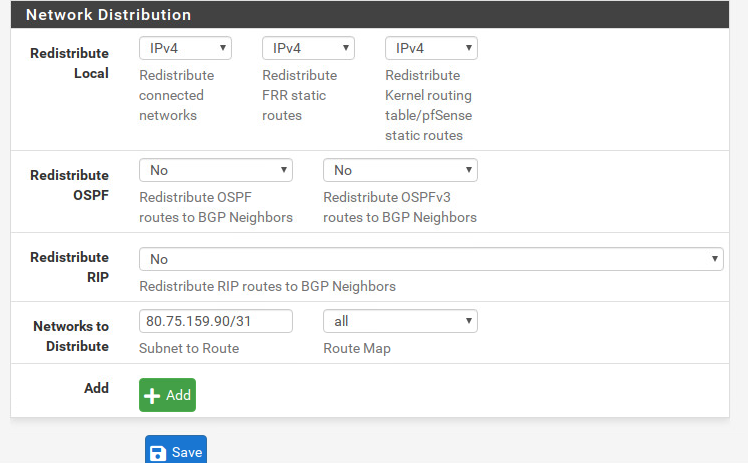 Network Distribution
Redistribute
Local
IPv4
IPv4
IPv4
Redistribute
connected
networks
Redistribute
FRR static
routes
Redistribute
Kernel routing
table/pfSense
static routes
Redistribute
OSPF
No
No
Redistribute OSPF
routes to BGP Neighbors
Redistribute OSPFv3
routes to BGP Neighbors
Redistribute
RIP
No
Redistribute RIP routes to BGP Neighbors
Networks to
Distribute
80.75.159.90/31
all
Subnet to Route
Route Map
Add
Add
Save